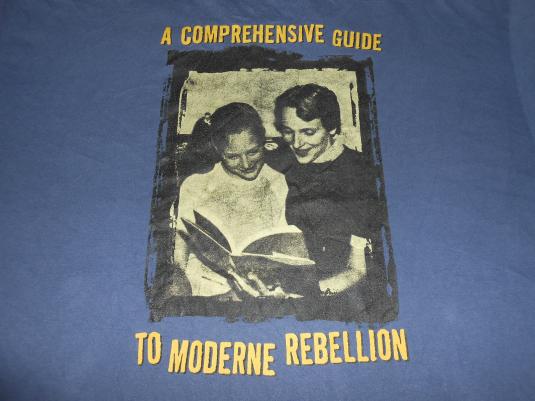 A COMPREHENSIVE GUIDE
TO MODERNE REBELLION